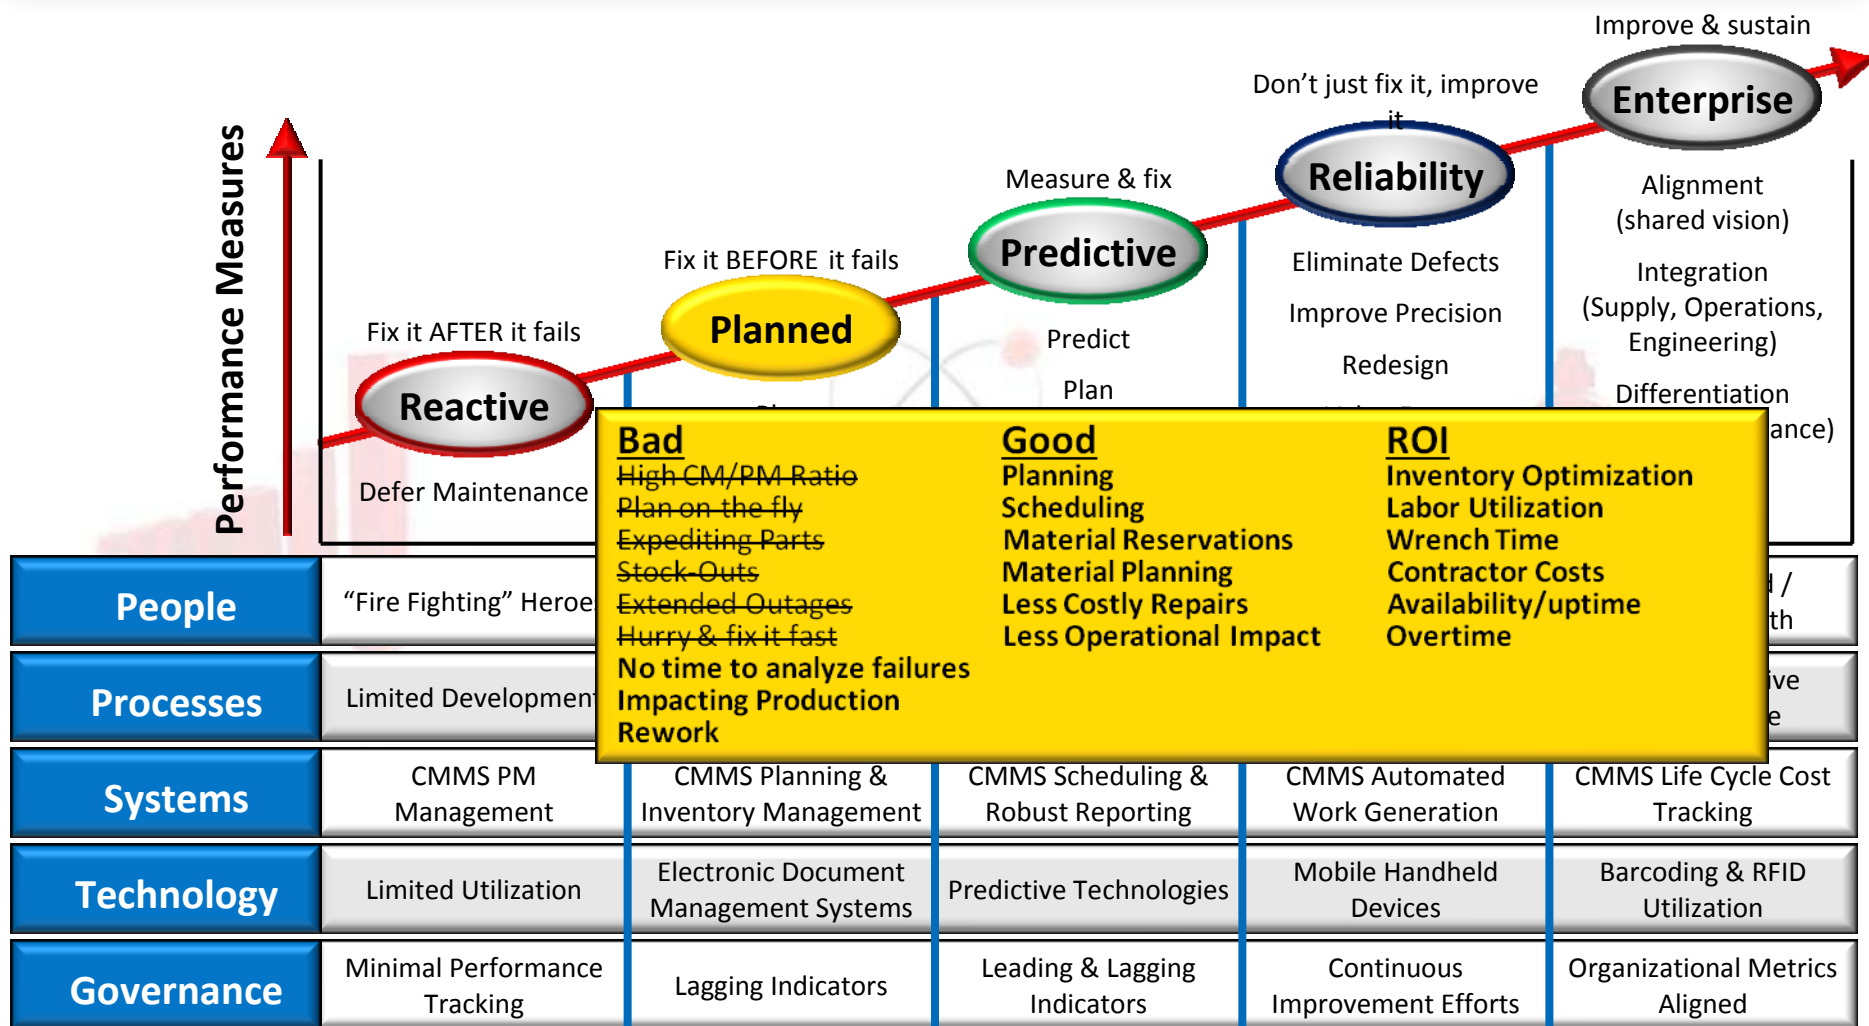 Improve & sustain
Enterprise
Don’t just fix it, improve
it
Reliability
Measure & fix
Predictive
Fix it BEFORE it fails
Planned
Fix it AFTER it fails
Reactive
Performance Measures
Defer Maintenance
Predict
Plan
Eliminate Defects
Improve Precision
Redesign
Alignment
(shared vision)
Integration
(Supply, Operations,
Engineering)
Differentiation
Bad
High CM/PM Ratio
Plan on the fly
Expediting Parts
Stock-Outs
Extended Outages
Hurry & fix it fast
No time to analyze failures
Impacting Production
Rework
Good
Planning
Scheduling
Material Reservations
Material Planning
Less Costly Repairs
Less Operational Impact
ROI
Inventory Optimization
Labor Utilization
Wrench Time
Contractor Costs
Availability/uptime
Overtime
People
“Fire Fighting”
Processes
Limited
Systems
CMMS PM
Management
CMMS Planning &
Inventory Management
CMMS Scheduling &
Robust Reporting
CMMS Automated
Work Generation
CMMS Life Cycle Cost
Tracking
Technology
Limited Utilization
Electronic Document
Management Systems
Predictive Technologies
Mobile Handheld
Devices
Barcoding & RFID
Utilization
Governance
Minimal Performance
Tracking
Lagging Indicators
Leading & Lagging
Indicators
Continuous
Improvement Efforts
Organizational Metrics
Aligned